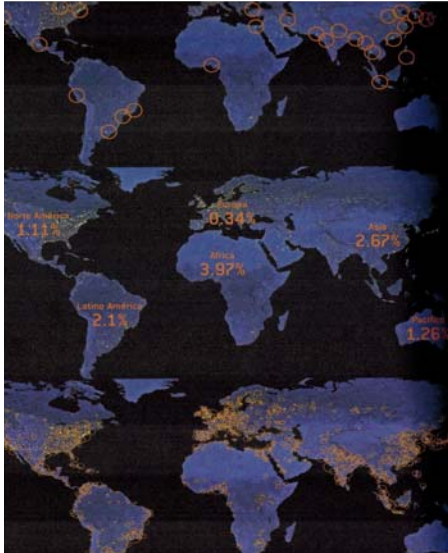 Europa
0.34%
Norte América
1.11%
Asia
2.67%
Africa
3.97%
Latino América
2.1%
Pacifico
1.26%